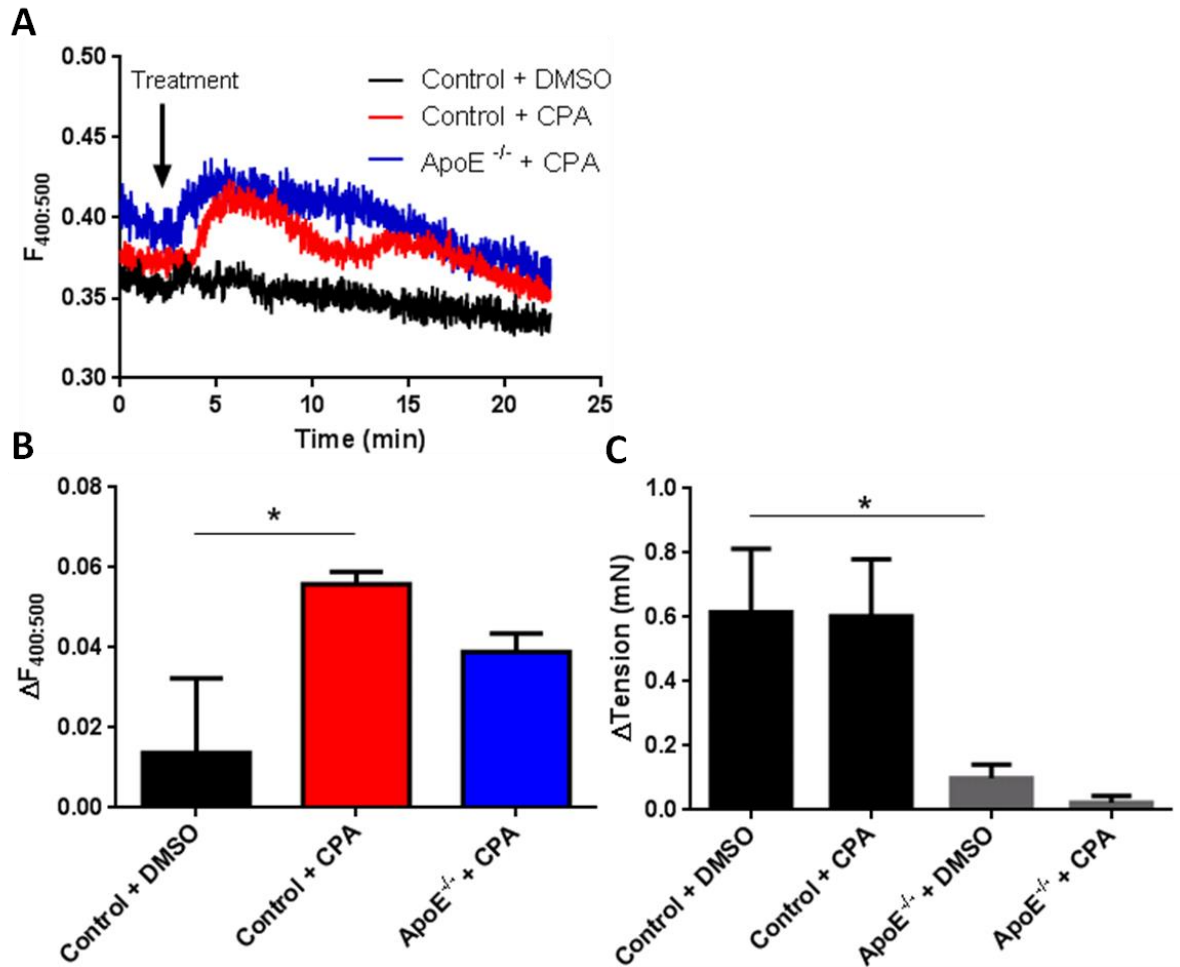 A
0.50
0.45
0.40
0.35
0.30
F400:500
Treatment
Control + DMSO
Control + CPA
ApoE -/- + CPA
0 5 10 15 20 25
Time (min)
B
0.08
0.06
0.04
0.02
0.00
ΔF400:500
*
Control + DMSO
Control + CPA
ApoE-/- + CPA
C
1.0
0.8
0.6
0.4
0.2
0.0
ΔTension (mN)
*
Control + DMSO
Control + CPA
ApoE-/- + DMSO
ApoE-/- + CPA